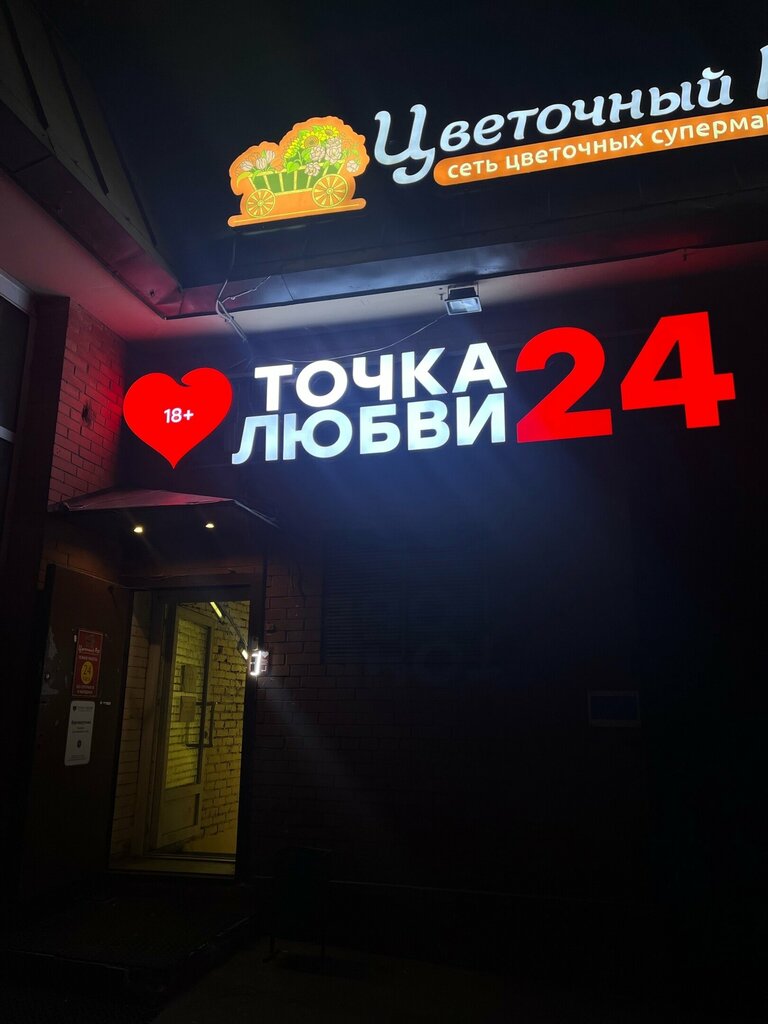 Цветочный
сеть цветочных суперма
18+
ТОЧКА
ЛЮБВИ
24